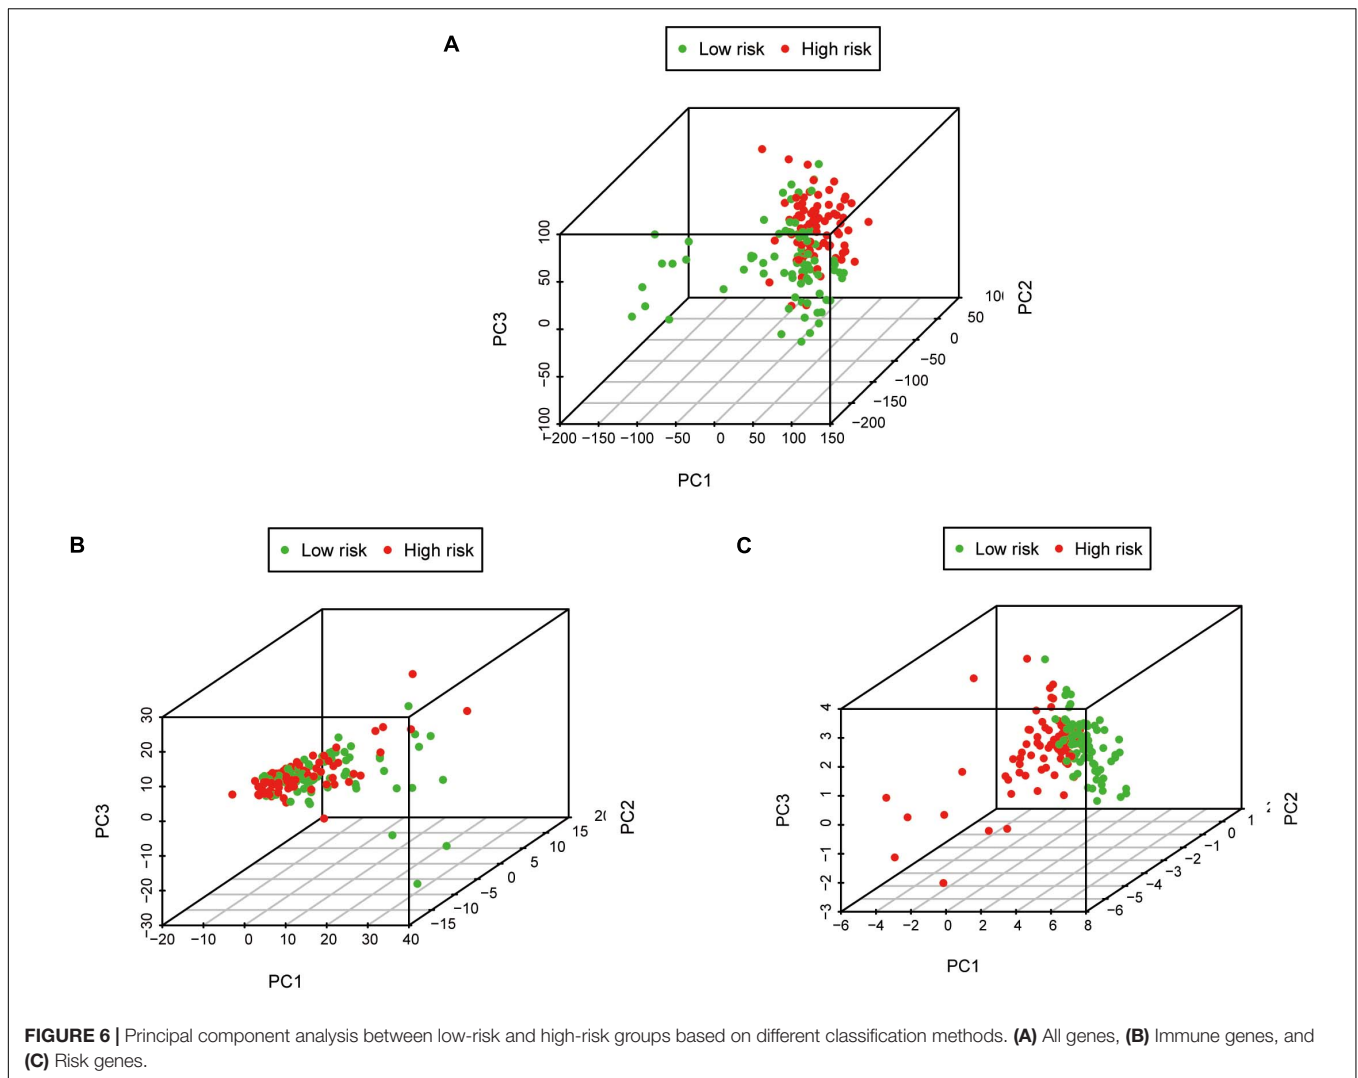 A
Low risk High risk
100
50
0
−50
−100
PC3
−200 −150 −100 −50 0 50 100 150
PC1
−200
−150
−100
−50
0
50
PC2
B
Low risk High risk
30
20
10
0
−10
−20
−30
PC3
−20 −10 0 10 20 30 40
PC1
−15
−10
−5
0
5
10
15
PC2
C
Low risk High risk
4
3
2
1
0
−1
−2
−3
PC3
−6 −4 −2 0 2 4 6 8
PC1
−6
−5
−4
−3
−2
−1
0
1
PC2
FIGURE 6 | Principal component analysis between low-risk and high-risk groups based on different classification methods. (A) All genes, (B) Immune genes, and
(C) Risk genes.